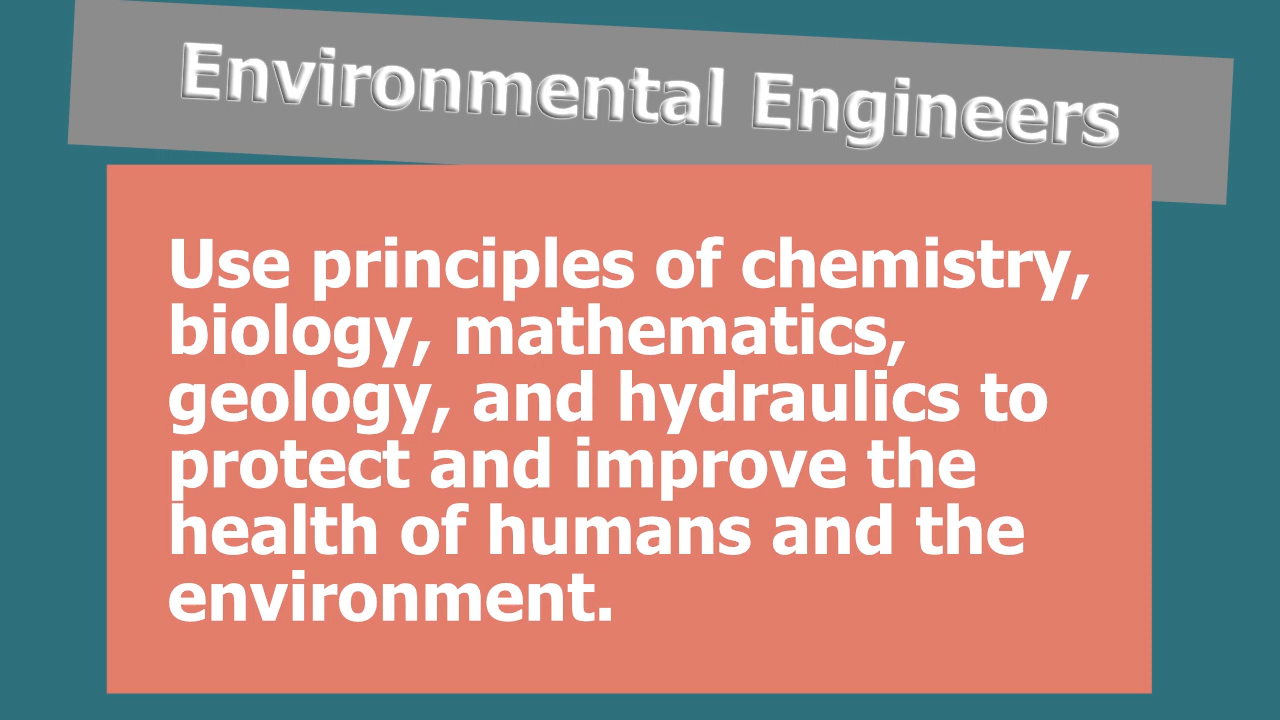 Environmental Engineers
Use principles of chemistry,
biology, mathematics,
geology, and hydraulics to
protect and improve the
health of humans and the
environment.